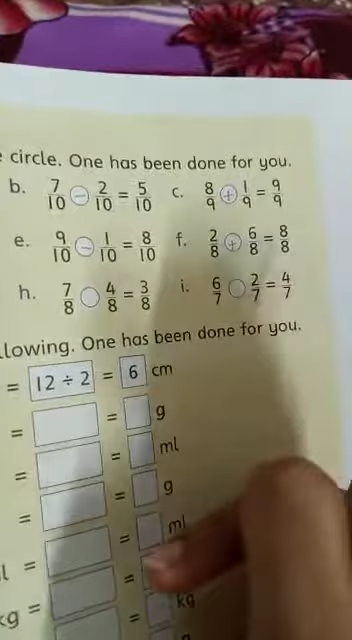 circle. One has been done for you.
b. 7/10 − 2/10 = 5/10 c. 8/9 + 1/9 = 9/9
e. 9/10 − 1/10 = 8/10 f. 2/8 + 6/8 = 8/8
h. 7/8 ○ 4/8 = 3/8 i. 6/7 ○ 2/7 = 4/7
llowing. One has been done for you.
= 12 ÷ 2 = 6 cm
= = g
= = ml
= = g
l = = ml
kg = = kg
=